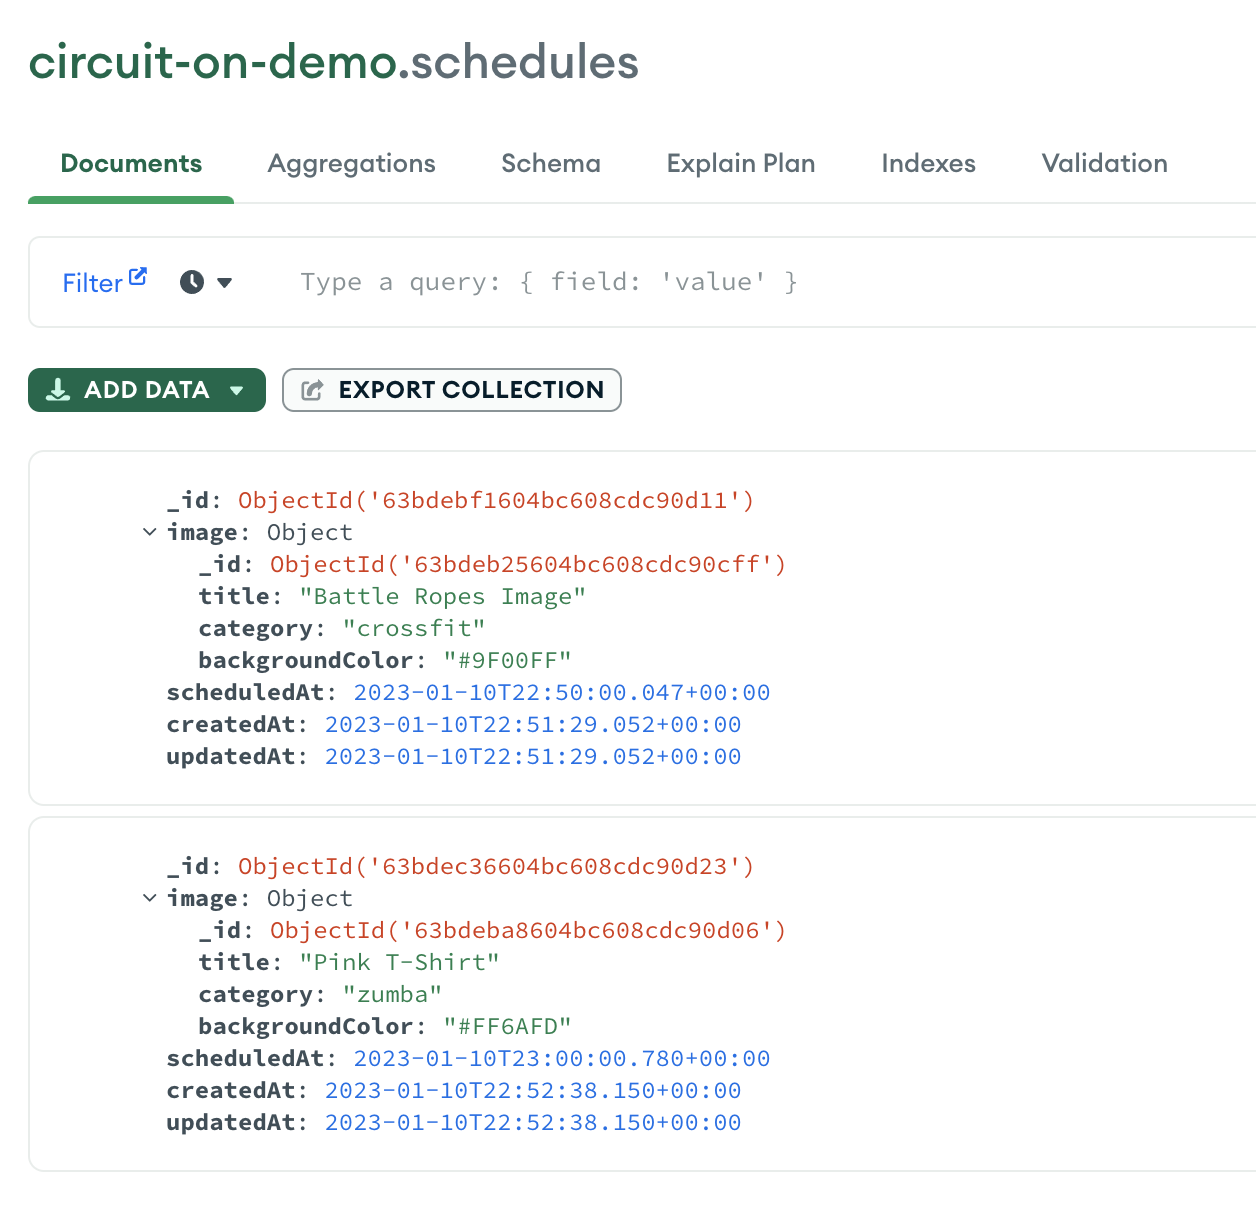 circuit-on-demo.schedules
Documents Aggregations Schema Explain Plan Indexes Validation
Filter Type a query: { field: 'value' }
ADD DATA EXPORT COLLECTION
_id: ObjectId('63bdebf1604bc608cdc90d11')
image: Object
_id: ObjectId('63bdeb25604bc608cdc90cff')
title: "Battle Ropes Image"
category: "crossfit"
backgroundColor: "#9F00FF"
scheduledAt: 2023-01-10T22:50:00.047+00:00
createdAt: 2023-01-10T22:51:29.052+00:00
updatedAt: 2023-01-10T22:51:29.052+00:00
_id: ObjectId('63bdec36604bc608cdc90d23')
image: Object
_id: ObjectId('63bdeba8604bc608cdc90d06')
title: "Pink T-Shirt"
category: "zumba"
backgroundColor: "#FF6AFD"
scheduledAt: 2023-01-10T23:00:00.780+00:00
createdAt: 2023-01-10T22:52:38.150+00:00
updatedAt: 2023-01-10T22:52:38.150+00:00